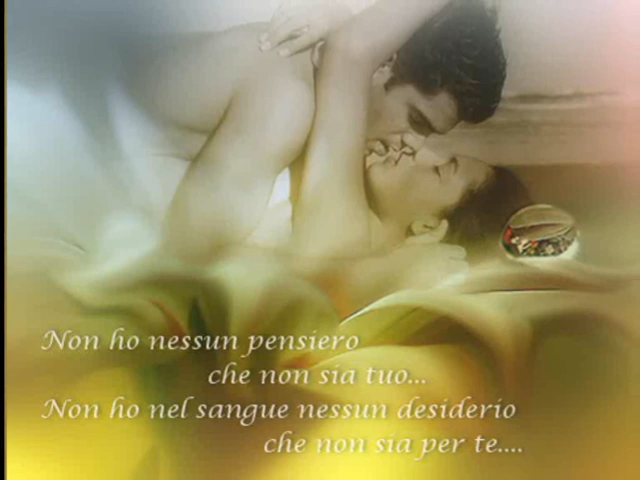 Non ho nessun pensiero
che non sia tuo...
Non ho nel sangue nessun desiderio
che non sia per te....